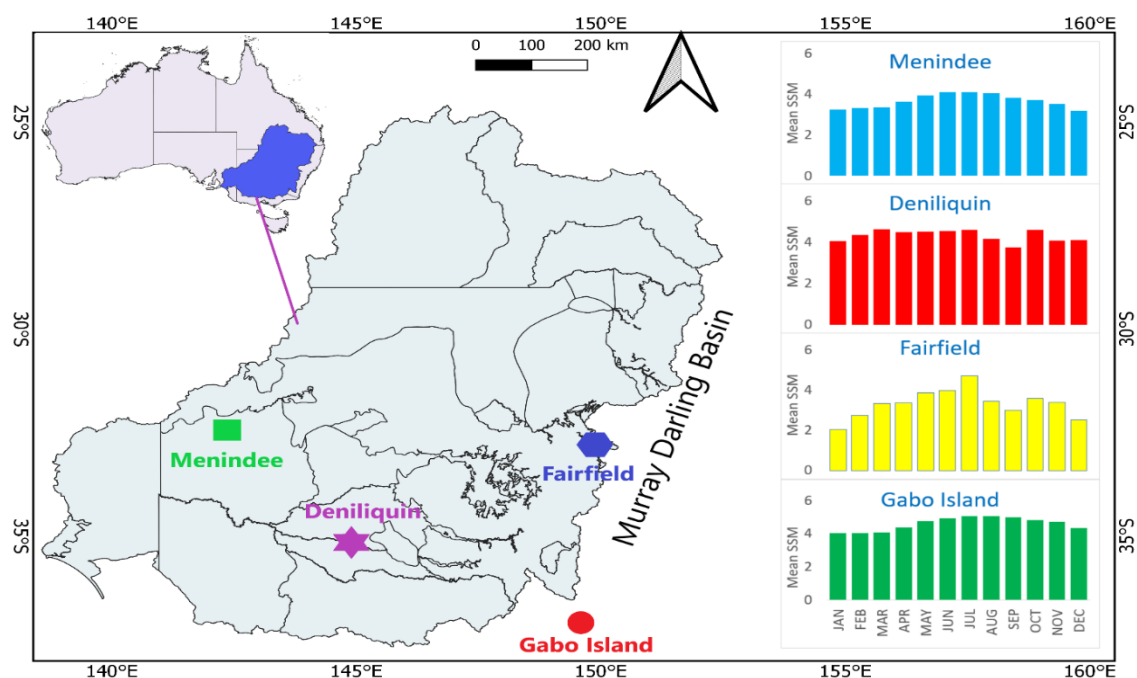 140°E 145°E 150°E 155°E 160°E
0 100 200 km
25°S
30°S
35°S
Menindee
Deniliquin
Fairfield
Gabo Island
Murray Darling Basin
Menindee
Mean SSM
6
4
2
0
Deniliquin
Mean SSM
6
4
2
0
Fairfield
Mean SSM
6
4
2
0
Gabo Island
Mean SSM
6
4
2
0
JAN FEB MAR APR MAY JUN JUL AUG SEP OCT NOV DEC
25°S
30°S
35°S
140°E 145°E 150°E 155°E 160°E